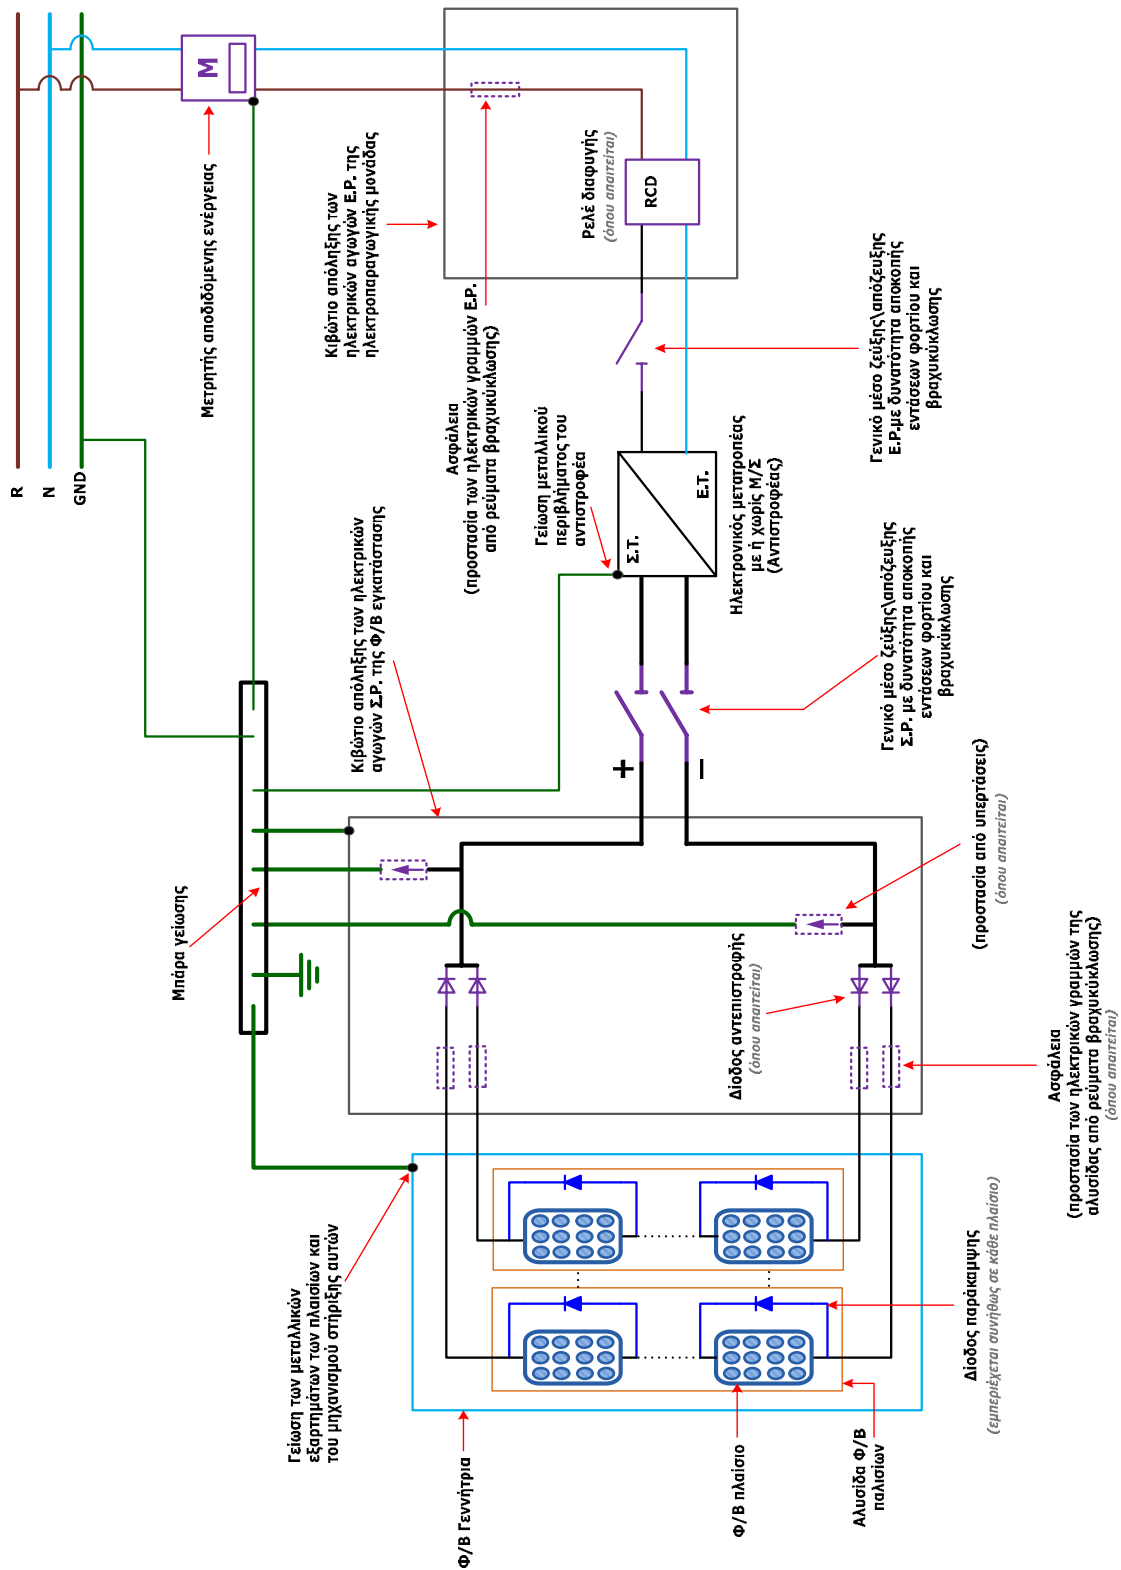 R
N
GND
M
Μετρητής αποδιδόμενης ενέργειας
Κιβώτιο απόληξης των
ηλεκτρικών αγωγών Ε.Ρ. της
ηλεκτροπαραγωγικής μονάδας
Ασφάλεια
(προστασία των ηλεκτρικών γραμμών Ε.Ρ.
από ρεύματα βραχυκύκλωσης)
Ρελέ διαφυγής
(όπου απαιτείται)
RCD
Γενικό μέσο ζεύξης\απόζευξης
Ε.Ρ.με δυνατότητα αποκοπής
εντάσεων φορτίου και
βραχυκύκλωσης
Γείωση μεταλλικού
περιβλήματος του
αντιστροφέα
Σ.Τ.
Ε.Τ.
Ηλεκτρονικός μετατροπέας
με ή χωρίς Μ/Σ
(Αντιστροφέας)
Γενικό μέσο ζεύξης\απόζευξης
Σ.Ρ. με δυνατότητα αποκοπής
εντάσεων φορτίου και
βραχυκύκλωσης
+
−
Κιβώτιο απόληξης των ηλεκτρικών
αγωγών Σ.Ρ. της Φ/Β εγκατάστασης
Μπάρα γείωσης
(προστασία από υπερτάσεις)
(όπου απαιτείται)
Δίοδος αντεπιστροφής
(όπου απαιτείται)
Ασφάλεια
(προστασία των ηλεκτρικών γραμμών της
αλυσίδας από ρεύματα βραχυκύκλωσης)
(όπου απαιτείται)
Γείωση των μεταλλικών
εξαρτημάτων των πλαισίων και
του μηχανισμού στήριξης αυτών
Δίοδος παράκαμψης
(εμπεριέχεται συνήθως σε κάθε πλαίσιο)
Φ/Β Γεννήτρια
Φ/Β πλαίσιο
Αλυσίδα Φ/Β
παλισίων